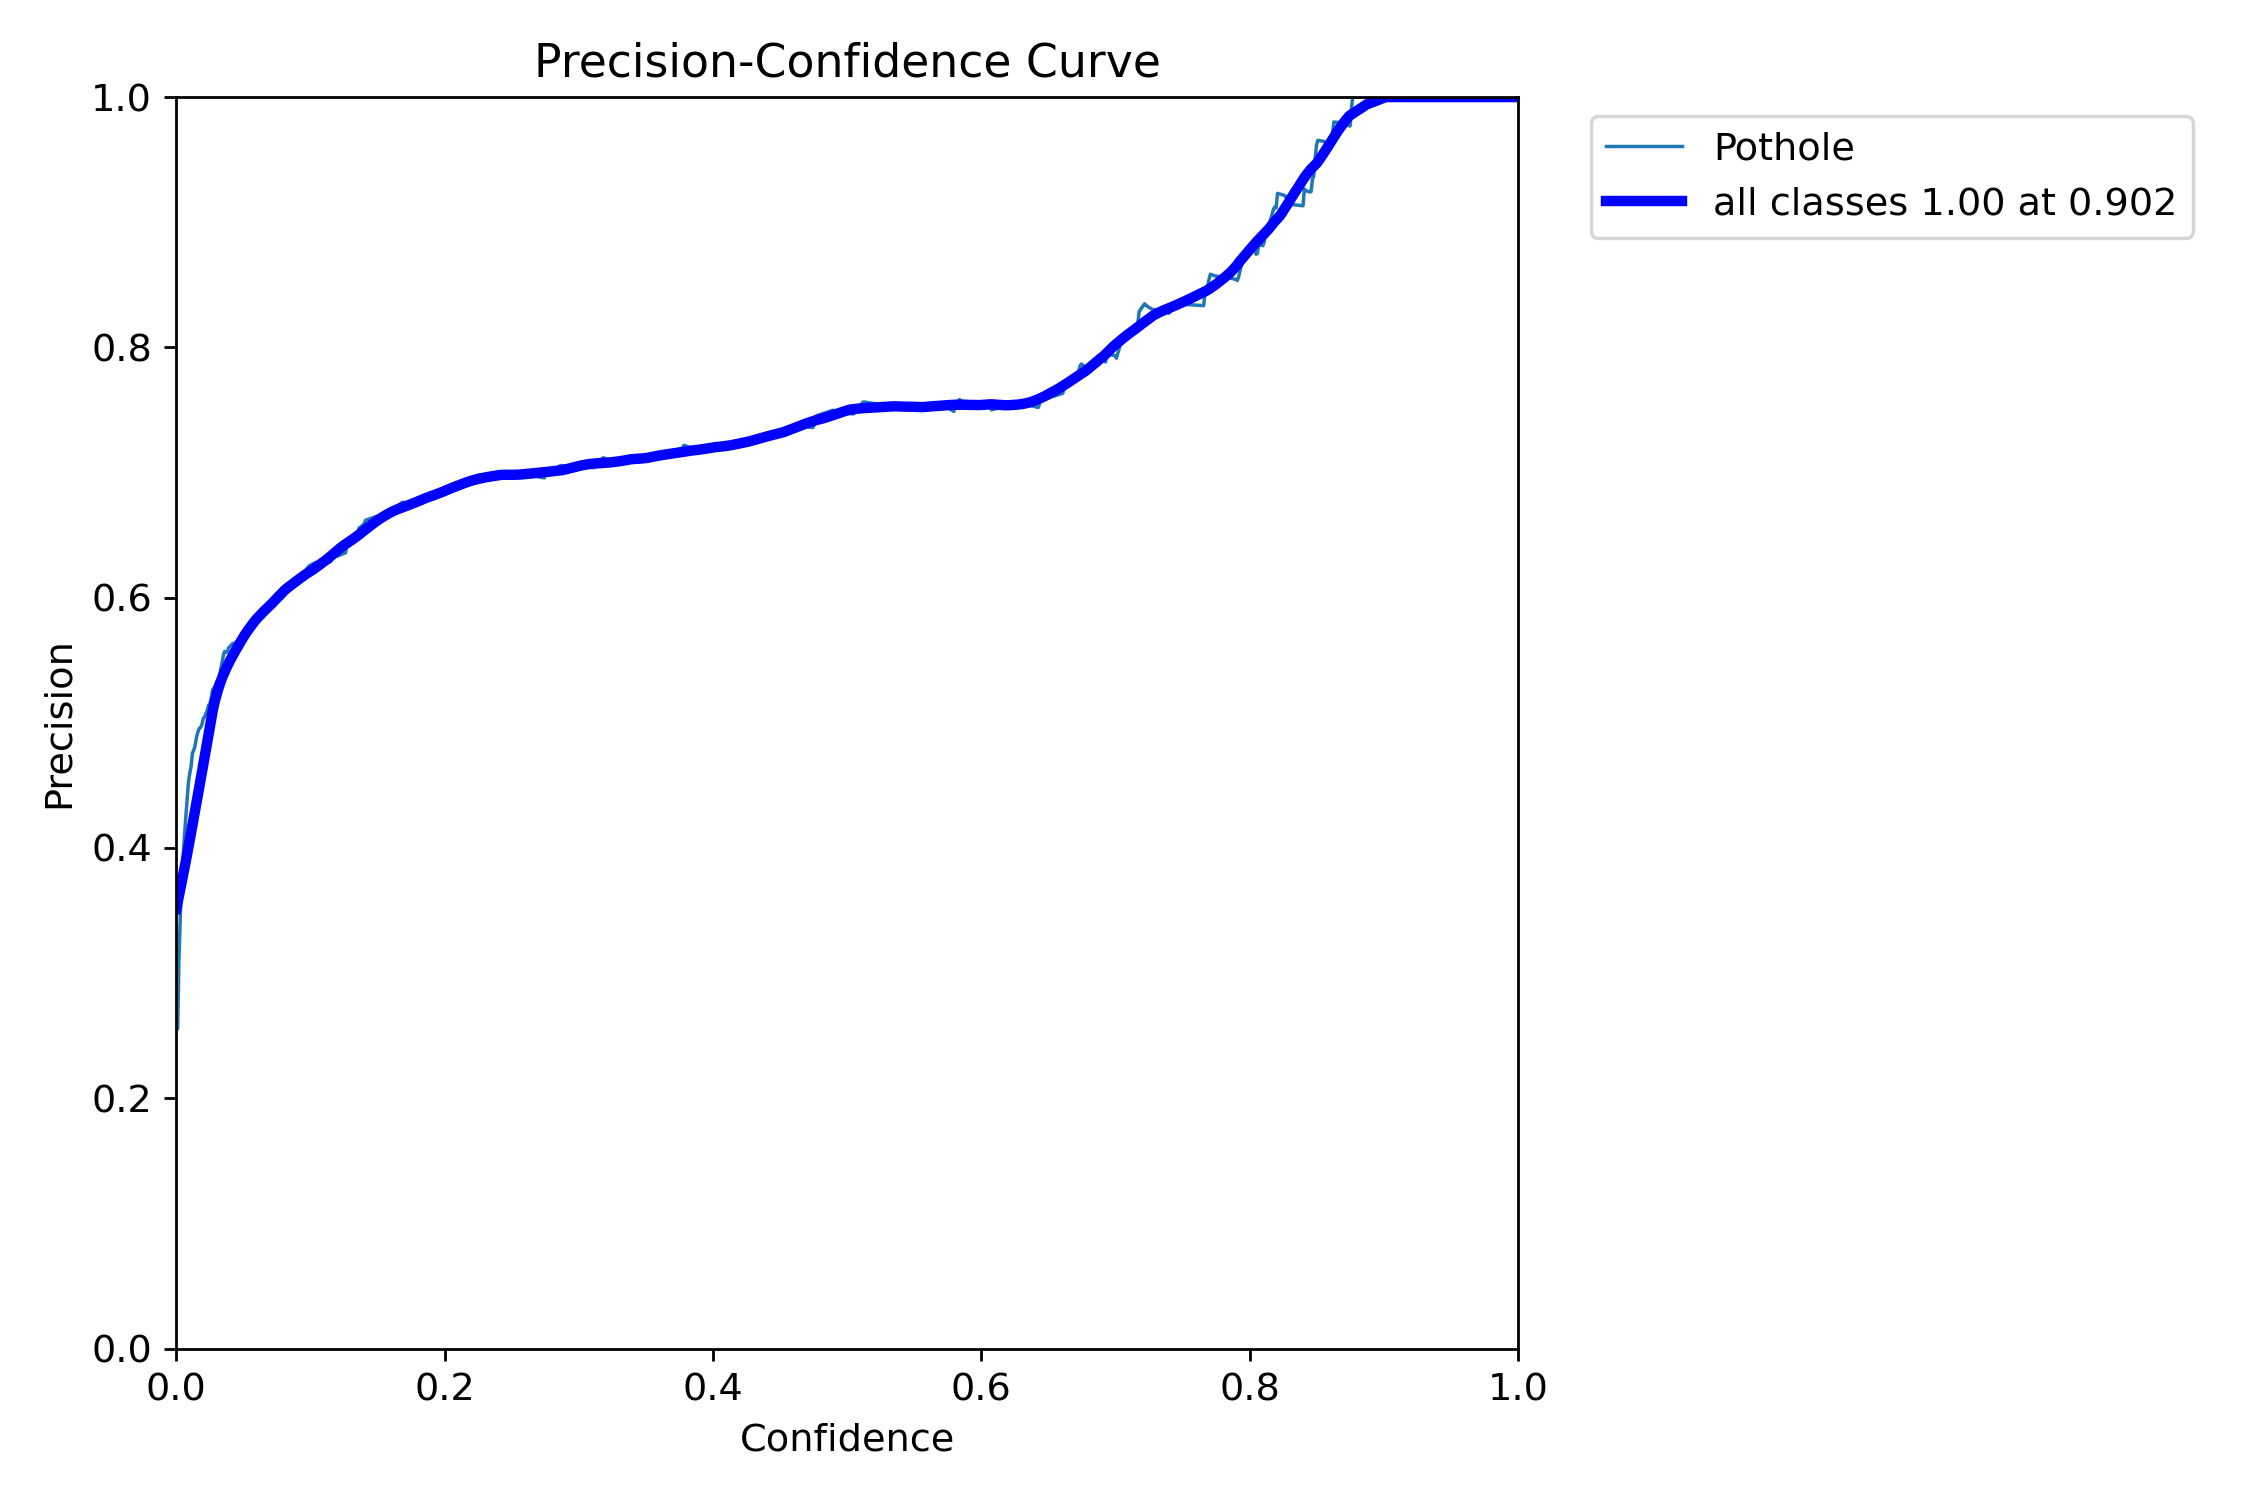 Precision-Confidence Curve
Pothole
all classes 1.00 at 0.902
Precision
1.0
0.8
0.6
0.4
0.2
0.0
0.0 0.2 0.4 0.6 0.8 1.0
Confidence